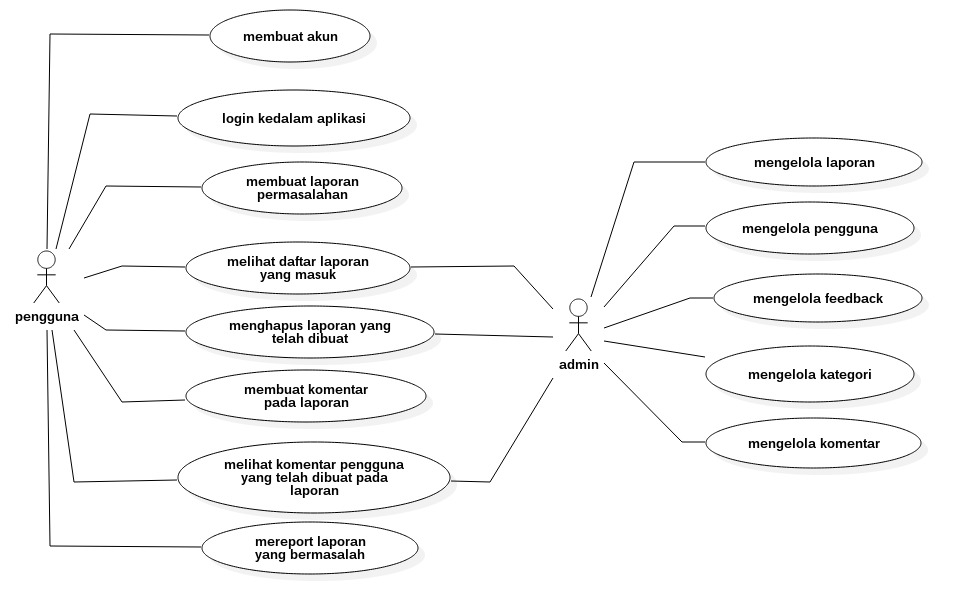 membuat akun
login kedalam aplikasi
membuat laporan
permasalahan
melihat daftar laporan
yang masuk
pengguna
menghapus laporan yang
telah dibuat
membuat komentar
pada laporan
melihat komentar pengguna
yang telah dibuat pada
laporan
mereport laporan
yang bermasalah
admin
mengelola laporan
mengelola pengguna
mengelola feedback
mengelola kategori
mengelola komentar